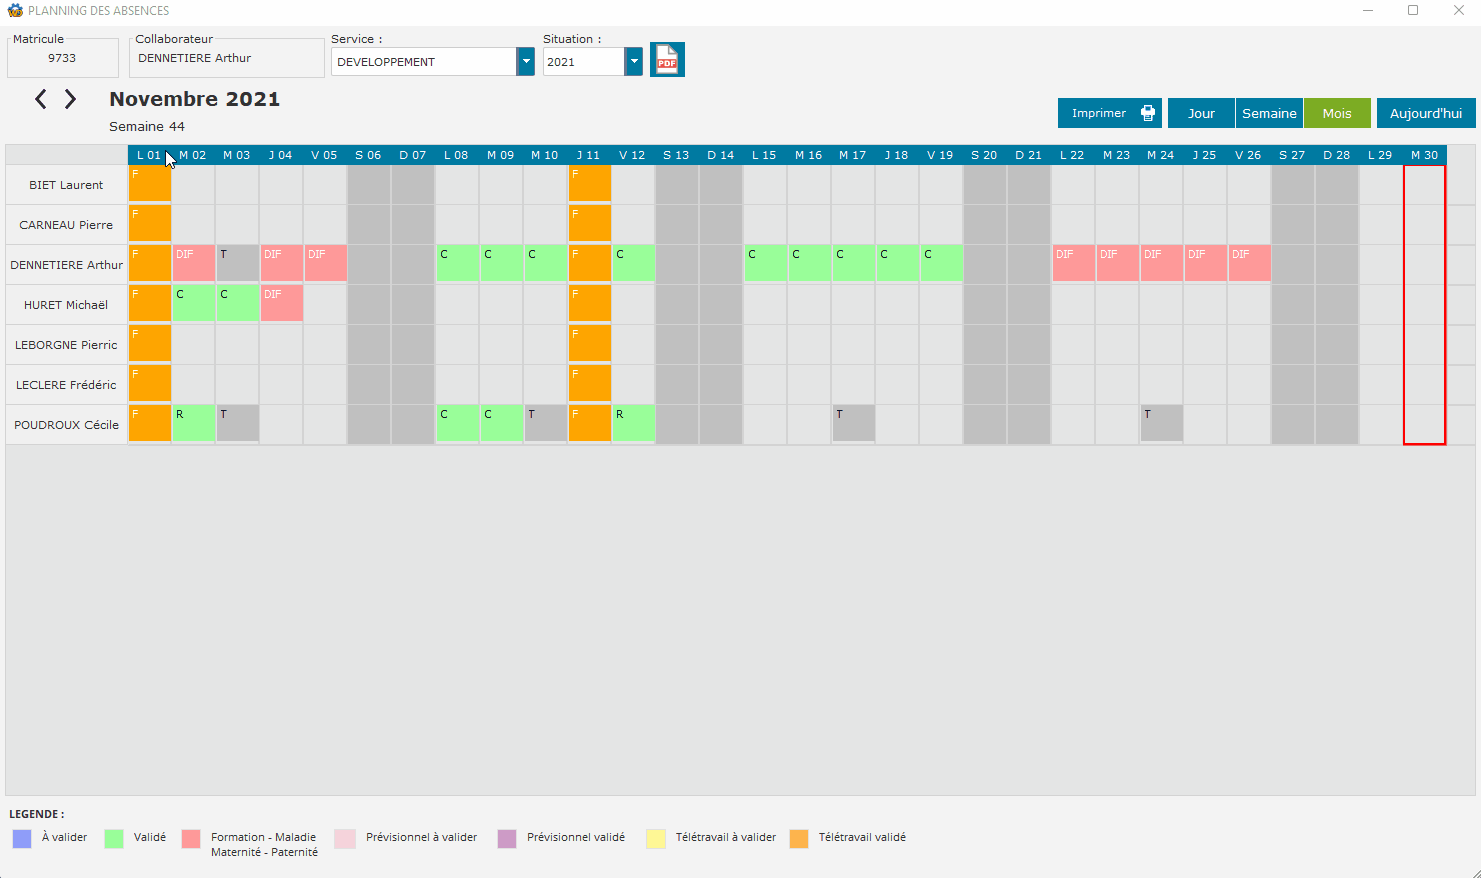 PLANNING DES ABSENCES
Matricule
9733
Collaborateur
DENNETIERE Arthur
Service :
DEVELOPPEMENT
Situation :
2021
PDF
Novembre 2021
Semaine 44
Imprimer
Jour
Semaine
Mois
Aujourd'hui
L 01 M 02 M 03 J 04 V 05 S 06 D 07 L 08 M 09 M 10 J 11 V 12 S 13 D 14 L 15 M 16 M 17 J 18 V 19 S 20 D 21 L 22 M 23 M 24 J 25 V 26 S 27 D 28 L 29 M 30
BIET Laurent F F
CARNEAU Pierre F F
DENNETIERE Arthur F DIF T DIF DIF C C C F C C C C C C DIF DIF DIF DIF DIF
HURET Michaël F C C DIF F
LEBORGNE Pierric F F
LECLERE Frédéric F F
POUDROUX Cécile F R T C C T F R T T
LEGENDE :
À valider
Validé
Formation - Maladie
Maternité - Paternité
Prévisionnel à valider
Prévisionnel validé
Télétravail à valider
Télétravail validé